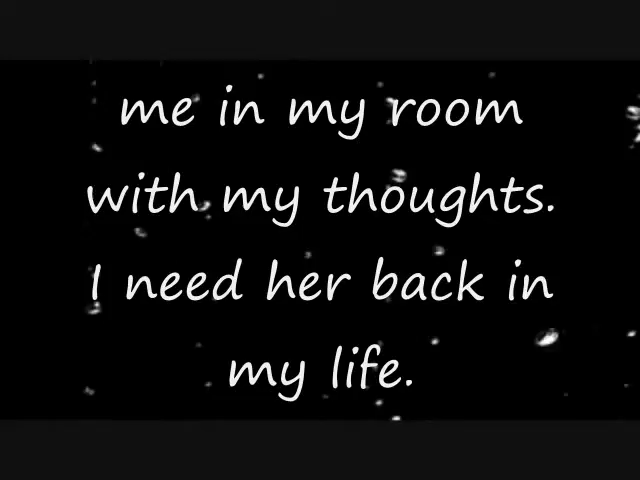 me in my room
with my thoughts.
I need her back in
my life.